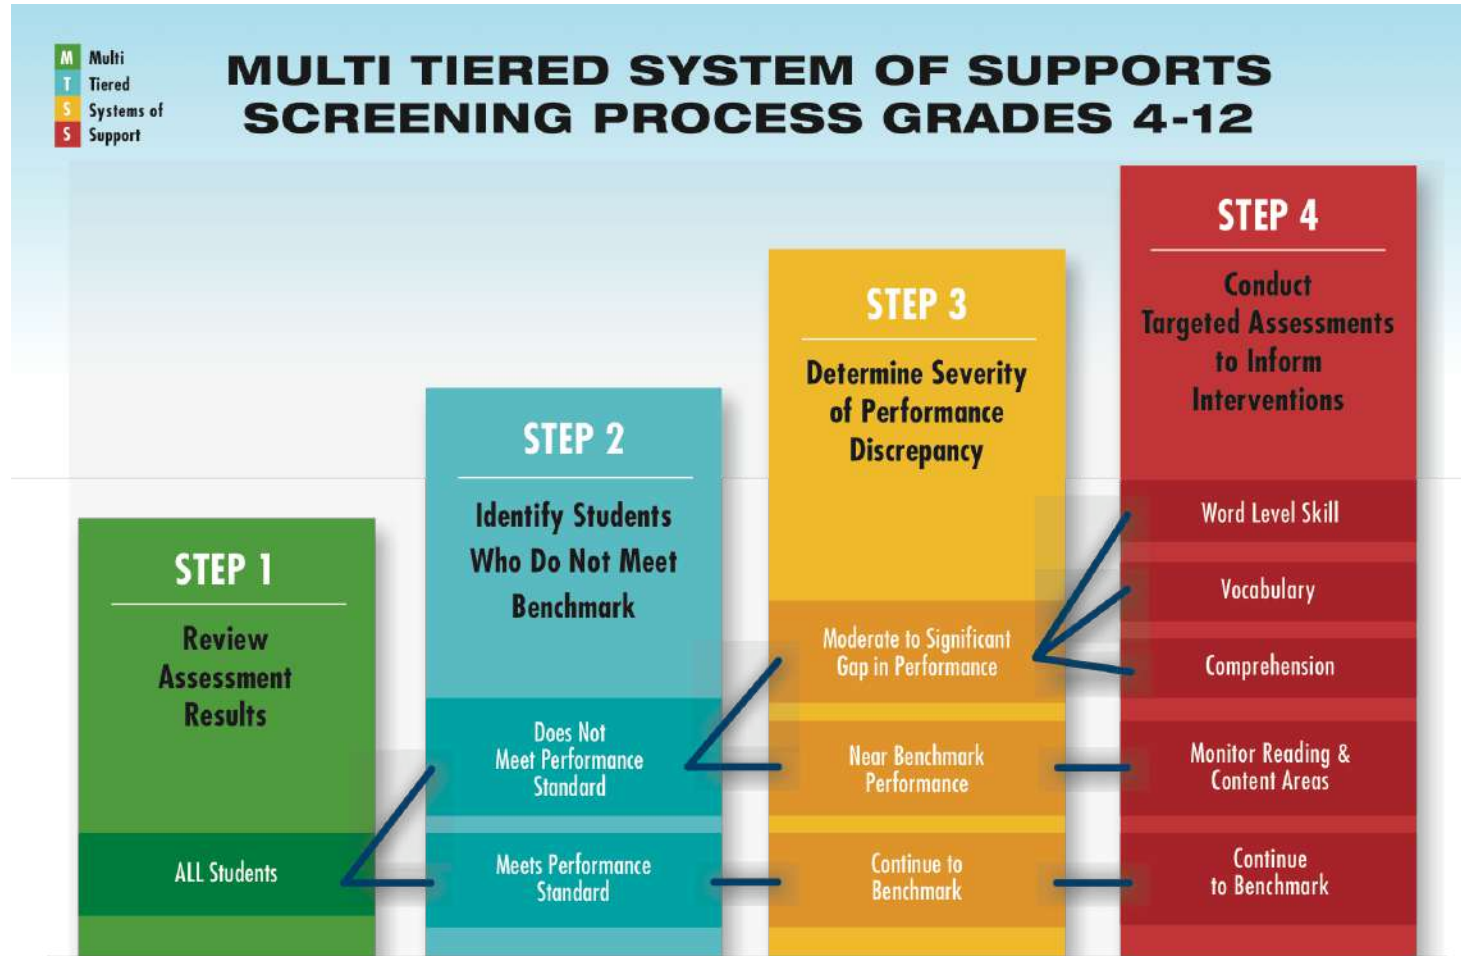 M Multi
T Tiered
S Systems of
S Support
MULTI TIERED SYSTEM OF SUPPORTS
SCREENING PROCESS GRADES 4-12
STEP 1
Review
Assessment
Results
ALL Students
STEP 2
Identify Students
Who Do Not Meet
Benchmark
Does Not
Meet Performance
Standard
Meets Performance
Standard
STEP 3
Determine Severity
of Performance
Discrepancy
Moderate to Significant
Gap in Performance
Near Benchmark
Performance
Continue to
Benchmark
STEP 4
Conduct
Targeted Assessments
to Inform
Interventions
Word Level Skill
Vocabulary
Comprehension
Monitor Reading &
Content Areas
Continue
to Benchmark